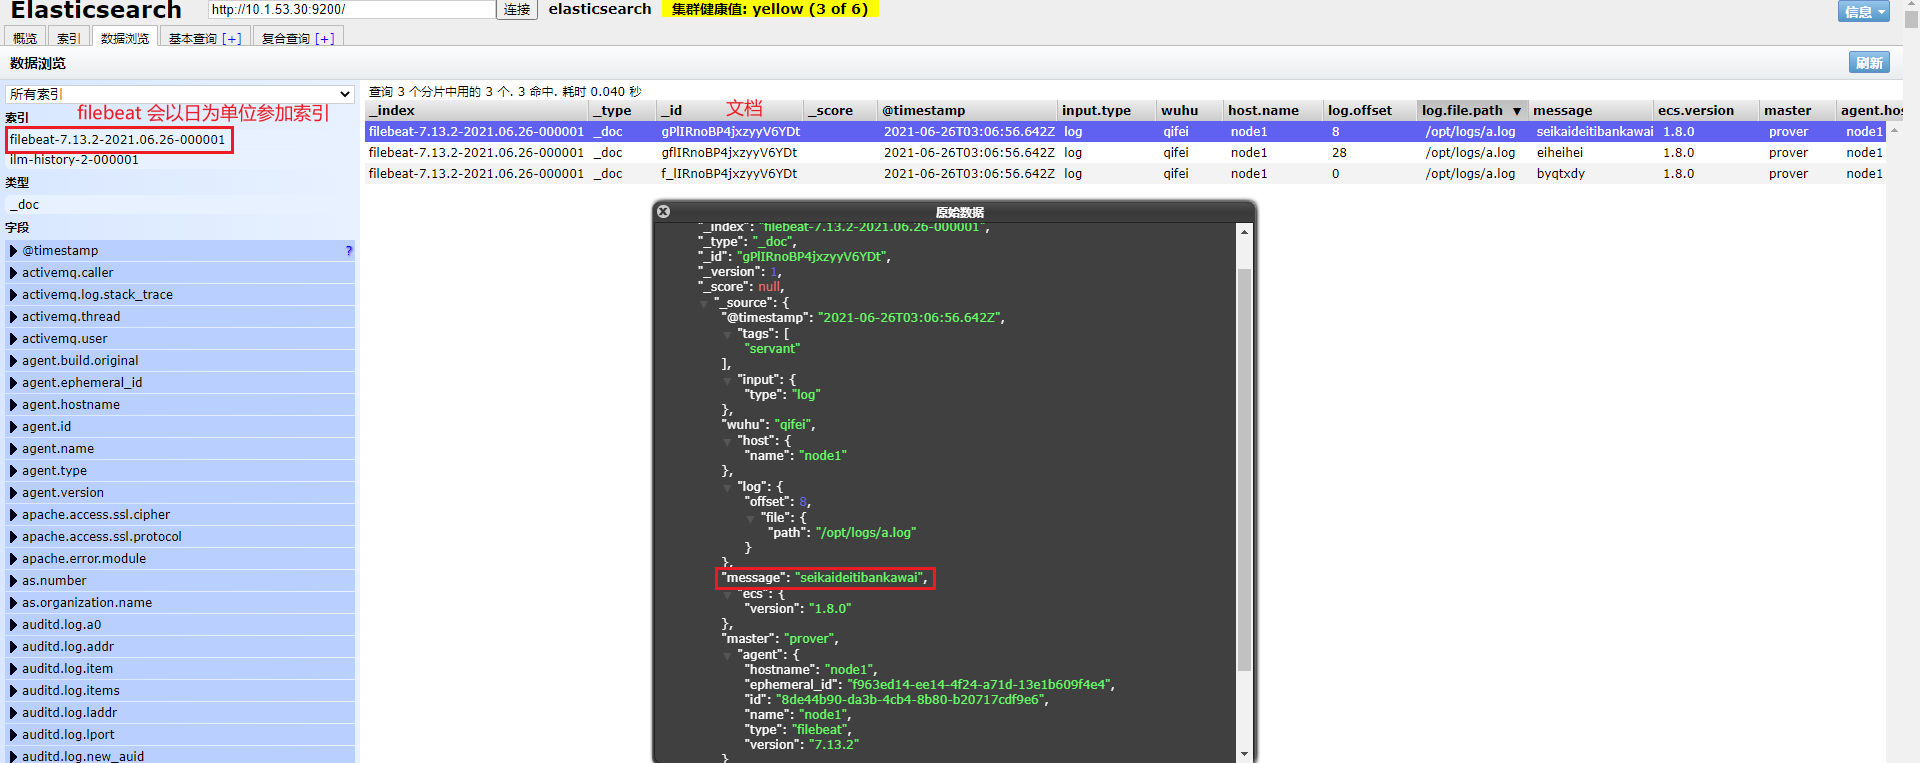 Elasticsearch http://10.1.53.30:9200/ 连接 elasticsearch 集群健康值: yellow (3 of 6) 信息
概览 索引 数据浏览 基本查询 [+] 复合查询 [+]
数据浏览 刷新
所有索引
filebeat 会以日为单位参加索引
索引
filebeat-7.13.2-2021.06.26-000001
ilm-history-2-000001
类型
_doc
字段
@timestamp ?
activemq.caller
activemq.log.stack_trace
activemq.thread
activemq.user
agent.build.original
agent.ephemeral_id
agent.hostname
agent.id
agent.name
agent.type
agent.version
apache.access.ssl.cipher
apache.access.ssl.protocol
apache.error.module
as.number
as.organization.name
auditd.log.a0
auditd.log.addr
auditd.log.item
auditd.log.items
auditd.log.laddr
auditd.log.lport
auditd.log.new_auid
查询 3 个分片中用的 3 个. 3 命中. 耗时 0.040 秒
_index _type _id 文档 _score @timestamp input.type wuhu host.name log.offset log.file.path ▼ message ecs.version master agent.hos
filebeat-7.13.2-2021.06.26-000001 _doc gPlIRnoBP4jxzyyV6YDt 2021-06-26T03:06:56.642Z log qifei node1 8 /opt/logs/a.log seikaideitibankawai 1.8.0 prover node1
filebeat-7.13.2-2021.06.26-000001 _doc gflIRnoBP4jxzyyV6YDt 2021-06-26T03:06:56.642Z log qifei node1 28 /opt/logs/a.log eiheihei 1.8.0 prover node1
filebeat-7.13.2-2021.06.26-000001 _doc f_lIRnoBP4jxzyyV6YDt 2021-06-26T03:06:56.642Z log qifei node1 0 /opt/logs/a.log byqtxdy 1.8.0 prover node1
原始数据
"_index": "filebeat-7.13.2-2021.06.26-000001",
"_type": "_doc",
"_id": "gPlIRnoBP4jxzyyV6YDt",
"_version": 1,
"_score": null,
"_source": {
"@timestamp": "2021-06-26T03:06:56.642Z",
"tags": [
"servant"
],
"input": {
"type": "log"
},
"wuhu": "qifei",
"host": {
"name": "node1"
},
"log": {
"offset": 8,
"file": {
"path": "/opt/logs/a.log"
}
},
"message": "seikaideitibankawai",
"ecs": {
"version": "1.8.0"
},
"master": "prover",
"agent": {
"hostname": "node1",
"ephemeral_id": "f963ed14-ee14-4f24-a71d-13e1b609f4e4",
"id": "8de44b90-da3b-4cb4-8b80-b20717cdf9e6",
"name": "node1",
"type": "filebeat",
"version": "7.13.2"
}